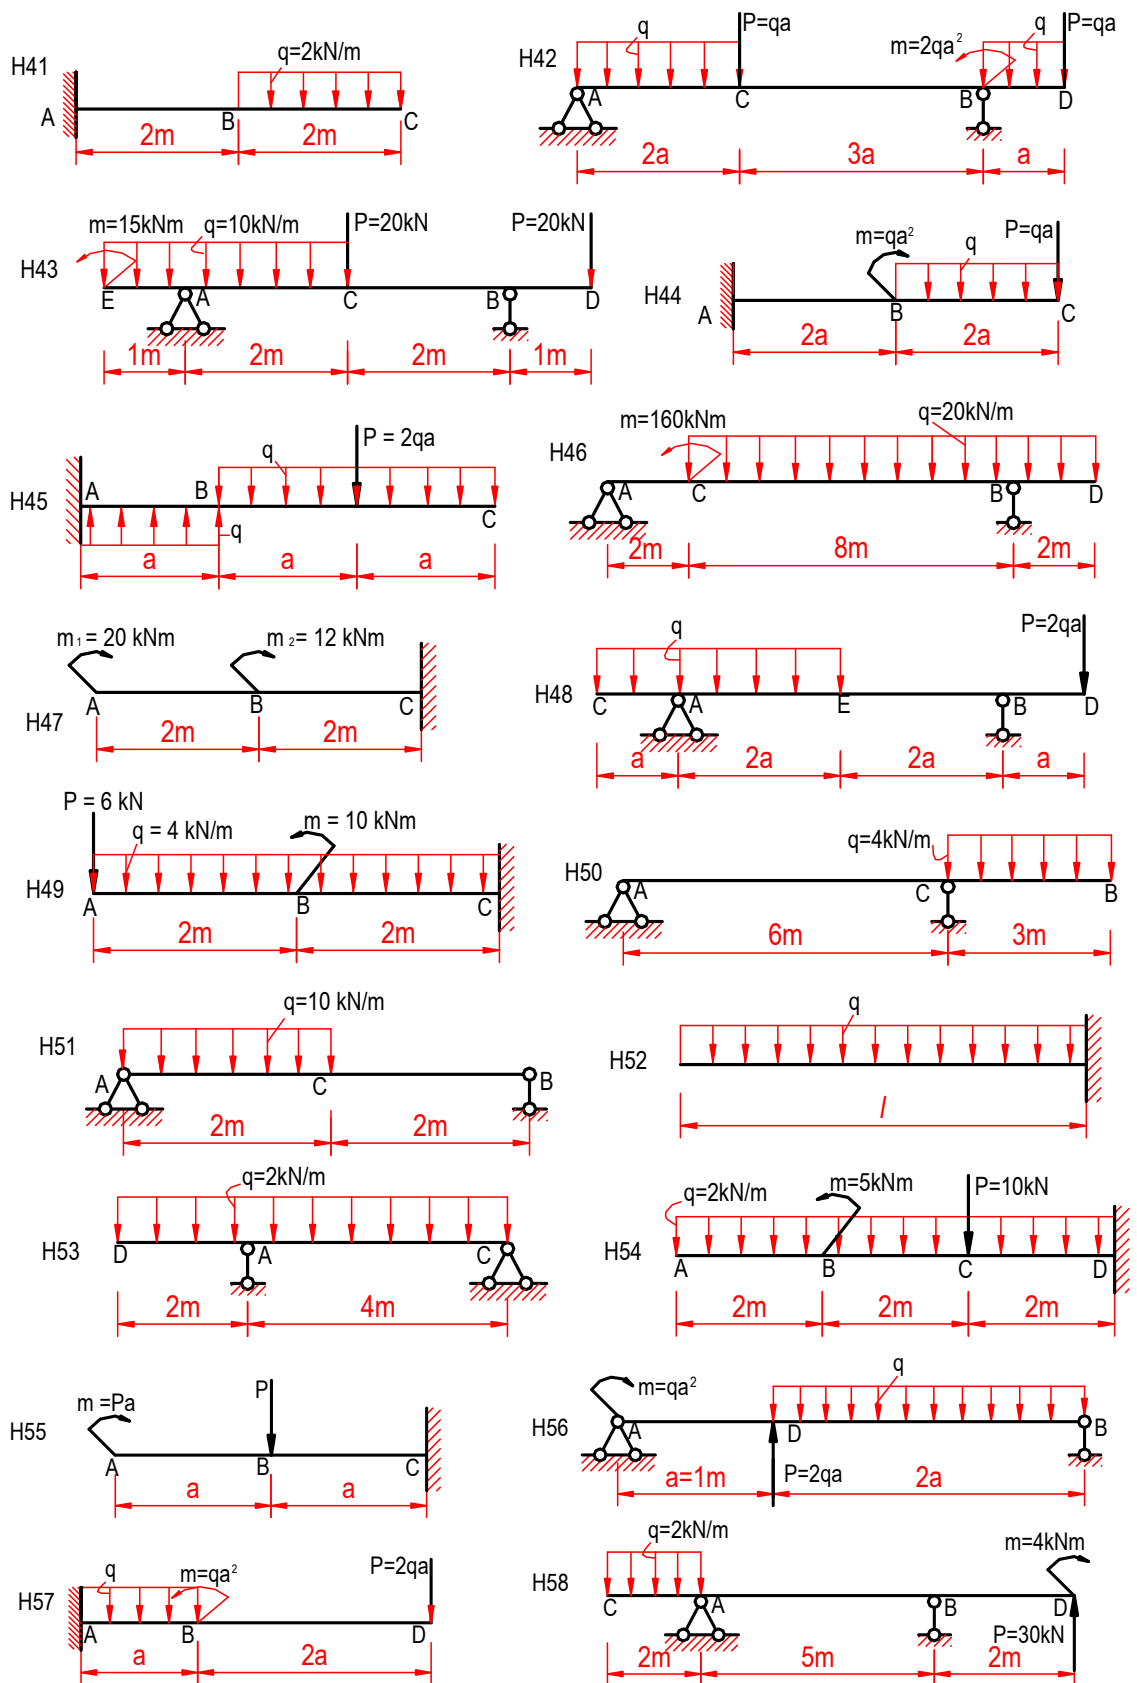 H41
q=2kN/m
A
B
C
2m
2m
H42
q
P=qa
m=2qa²
q
P=qa
A
C
B
D
2a
3a
a
H43
m=15kNm
q=10kN/m
P=20kN
P=20kN
E
A
C
B
D
1m
2m
2m
1m
H44
m=qa²
q
P=qa
A
B
C
2a
2a
H45
q
P = 2qa
A
B
C
q
a
a
a
H46
m=160kNm
q=20kN/m
A
C
B
D
2m
8m
2m
H47
m₁ = 20 kNm
m₂ = 12 kNm
A
B
C
2m
2m
H48
q
P=2qa
C
A
E
B
D
a
2a
2a
a
H49
P = 6 kN
q = 4 kN/m
m = 10 kNm
A
B
C
2m
2m
H50
q=4kN/m
A
C
B
6m
3m
H51
q=10 kN/m
A
C
B
2m
2m
H52
q
l
H53
q=2kN/m
D
A
C
2m
4m
H54
q=2kN/m
m=5kNm
P=10kN
A
B
C
D
2m
2m
2m
H55
m =Pa
P
A
B
C
a
a
H56
m=qa²
q
A
D
B
P=2qa
a=1m
2a
H57
q
m=qa²
P=2qa
A
B
D
a
2a
H58
q=2kN/m
m=4kNm
C
A
B
D
P=30kN
2m
5m
2m